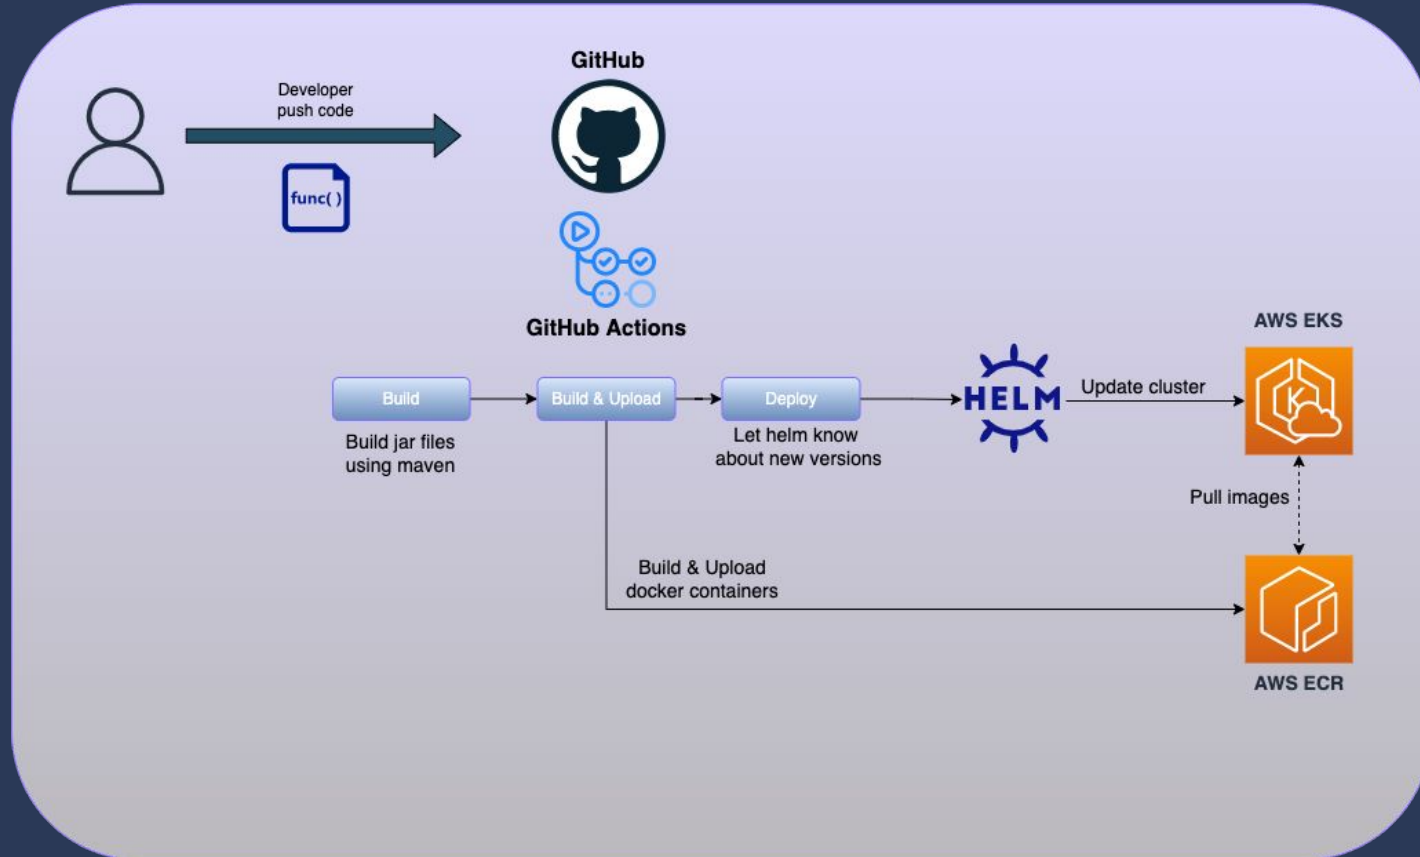 GitHub
Developer
push code
func( )
GitHub Actions
AWS EKS
Build
Build & Upload
Deploy
HELM
Update cluster
Build jar files
using maven
Let helm know
about new versions
Pull images
Build & Upload
docker containers
AWS ECR